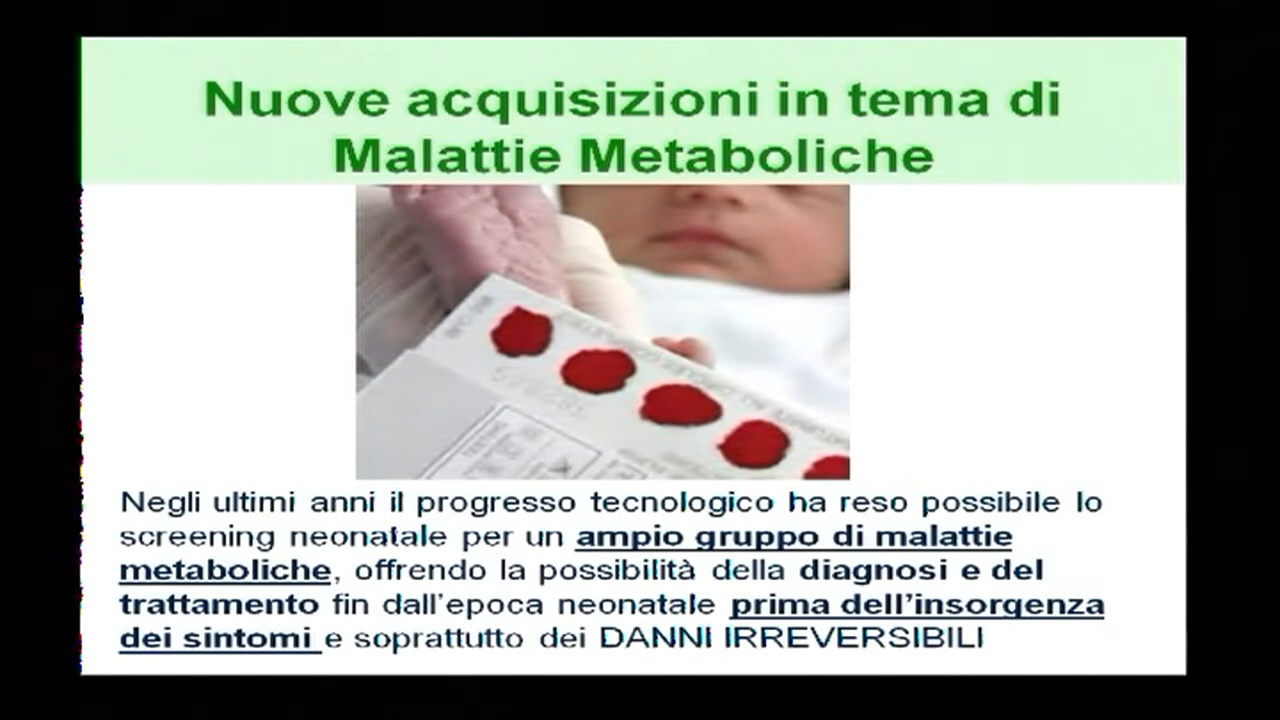 Nuove acquisizioni in tema di
Malattie Metaboliche
Negli ultimi anni il progresso tecnologico ha reso possibile lo
screening neonatale per un ampio gruppo di malattie
metaboliche, offrendo la possibilità della diagnosi e del
trattamento fin dall'epoca neonatale prima dell'insorgenza
dei sintomi e soprattutto dei DANNI IRREVERSIBILI